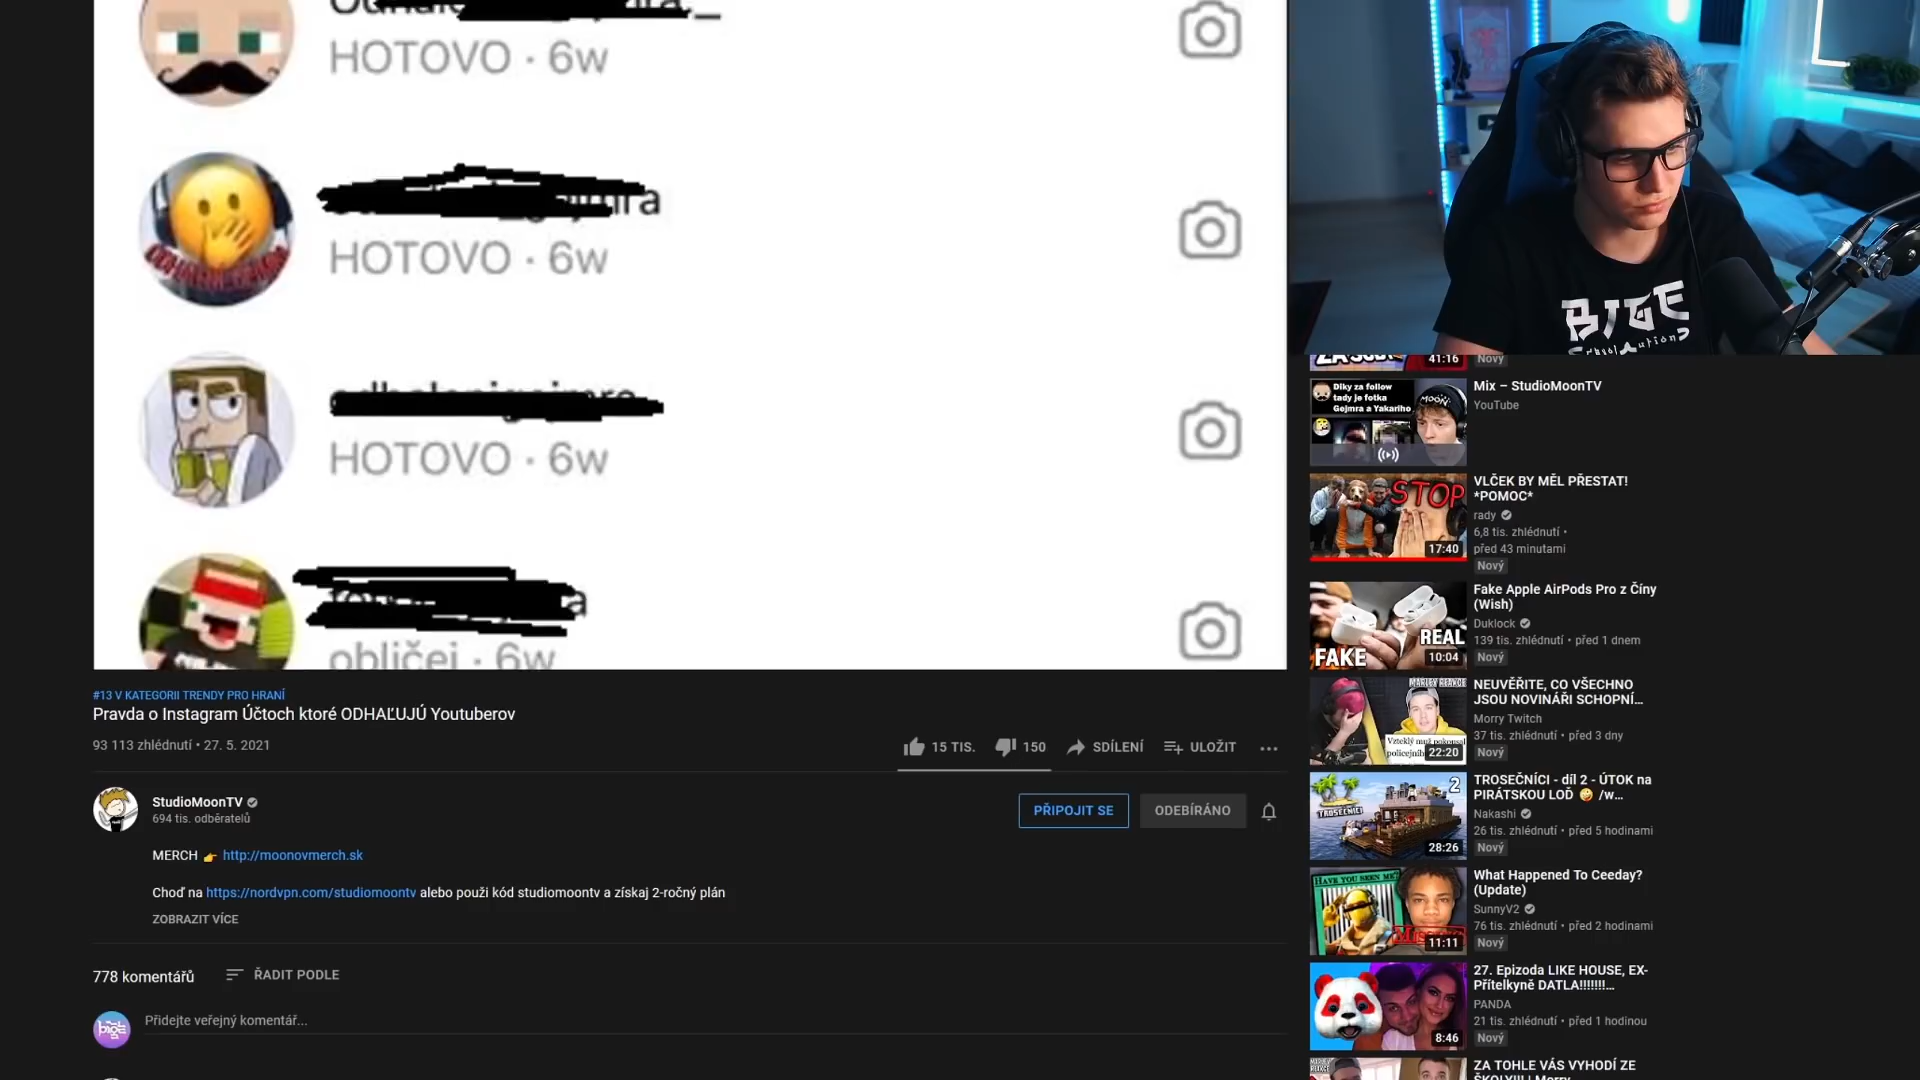 HOTOVO · 6w
HOTOVO · 6w
HOTOVO · 6w
obličej · 6w
#13 V KATEGORII TRENDY PRO HRANÍ
Pravda o Instagram Účtoch ktoré ODHAĽUJÚ Youtuberov
93 113 zhlédnutí • 27. 5. 2021
15 TIS.
150
SDÍLENÍ
ULOŽIT
StudioMoonTV
694 tis. odběratelů
PŘIPOJIT SE
ODEBÍRÁNO
MERCH 👉 http://moonovmerch.sk
Choď na https://nordvpn.com/studiomoontv alebo použi kód studiomoontv a získaj 2-ročný plán
ZOBRAZIT VÍCE
778 komentářů
ŘADIT PODLE
Přidejte veřejný komentář...
BIGE
41:16
Nový
Díky za follow
tady je fotka
Gejmra a Yakariho
MOON
Mix – StudioMoonTV
YouTube
STOP
17:40
VLČEK BY MĚL PŘESTAT!
*POMOC*
rady
6,8 tis. zhlédnutí •
před 43 minutami
Nový
FAKE
REAL
10:04
Fake Apple AirPods Pro z Číny
(Wish)
Duklock
139 tis. zhlédnutí • před 1 dnem
Nový
22:20
NEUVĚŘITE, CO VŠECHNO
JSOU NOVINÁŘI SCHOPNÍ...
Morry Twitch
37 tis. zhlédnutí • před 3 dny
Nový
TROSEČNÍCI
2
28:26
TROSEČNÍCI - díl 2 - ÚTOK na
PIRÁTSKOU LOĎ 🤪 /w...
Nakashi
26 tis. zhlédnutí • před 5 hodinami
Nový
HAVE YOU SEEN ME?
11:11
What Happened To Ceeday?
(Update)
SunnyV2
76 tis. zhlédnutí • před 2 hodinami
Nový
8:46
27. Epizoda LIKE HOUSE, EX-
Přítelkyně DATLA!!!!!!!...
PANDA
21 tis. zhlédnutí • před 1 hodinou
Nový
ZA TOHLE VÁS VYHODÍ ZE